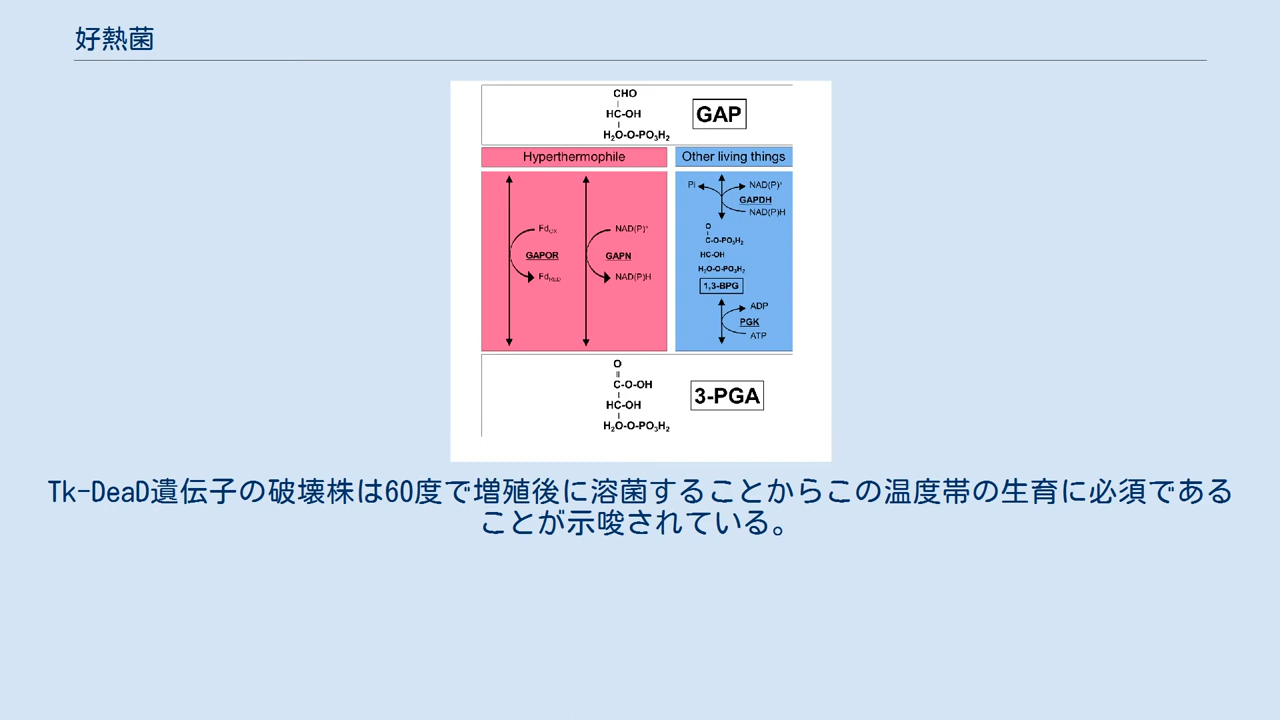 好熱菌
CHO
HC-OH
GAP
H₂O-O-PO₃H₂
Hyperthermophile
Other living things
Pi
NAD(P)⁺
GAPDH
NAD(P)H
FdOX
NAD(P)⁺
O
C-O-PO₃H₂
GAPOR
GAPN
HC-OH
H₂O-O-PO₃H₂
FdRED
NAD(P)H
1,3-BPG
ADP
PGK
ATP
O
C-O-OH
3-PGA
HC-OH
H₂O-O-PO₃H₂
Tk-DeaD遺伝子の破壊株は60度で増殖後に溶菌することからこの温度帯の生育に必須である
ことが示唆されている。